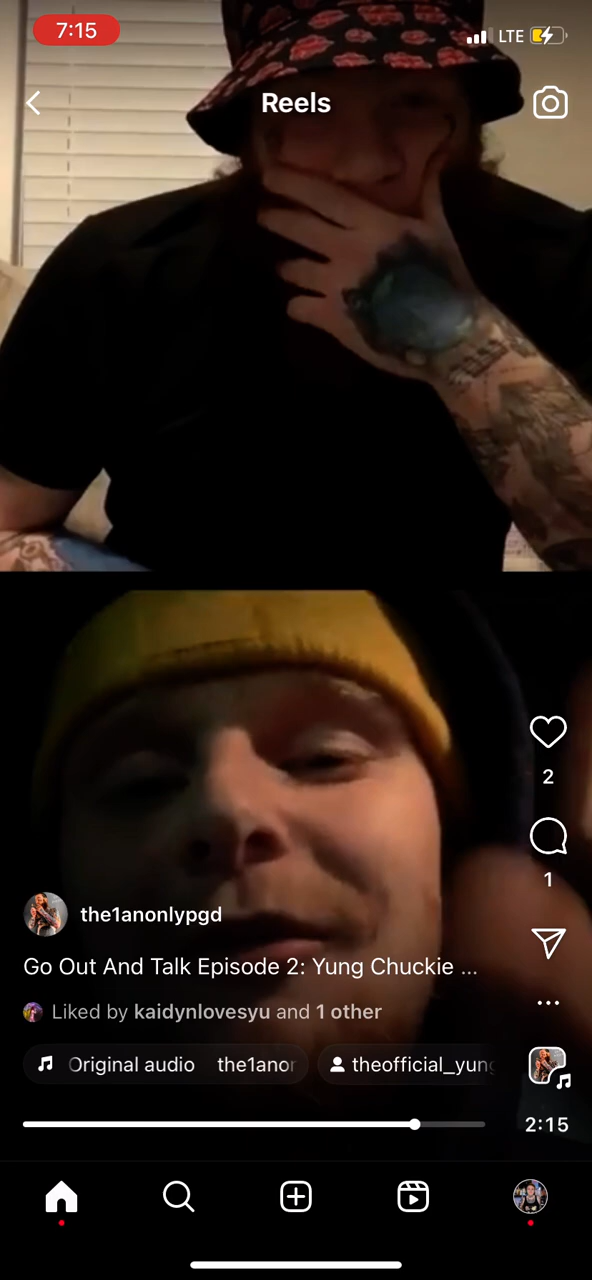 7:15
LTE
Reels
2
1
the1anonlypgd
Go Out And Talk Episode 2: Yung Chuckie ...
Liked by kaidynlovesyu and 1 other
Original audio the1anor
theofficial_yung
2:15